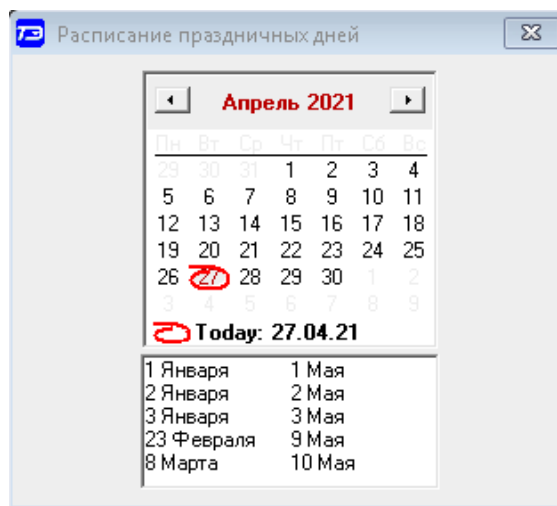 ТЭ Расписание праздничных дней
Апрель 2021
Пн Вт Ср Чт Пт Сб Вс
29 30 31 1 2 3 4
5 6 7 8 9 10 11
12 13 14 15 16 17 18
19 20 21 22 23 24 25
26 27 28 29 30 1 2
3 4 5 6 7 8 9
Today: 27.04.21
1 Января 1 Мая
2 Января 2 Мая
3 Января 3 Мая
23 Февраля 9 Мая
8 Марта 10 Мая